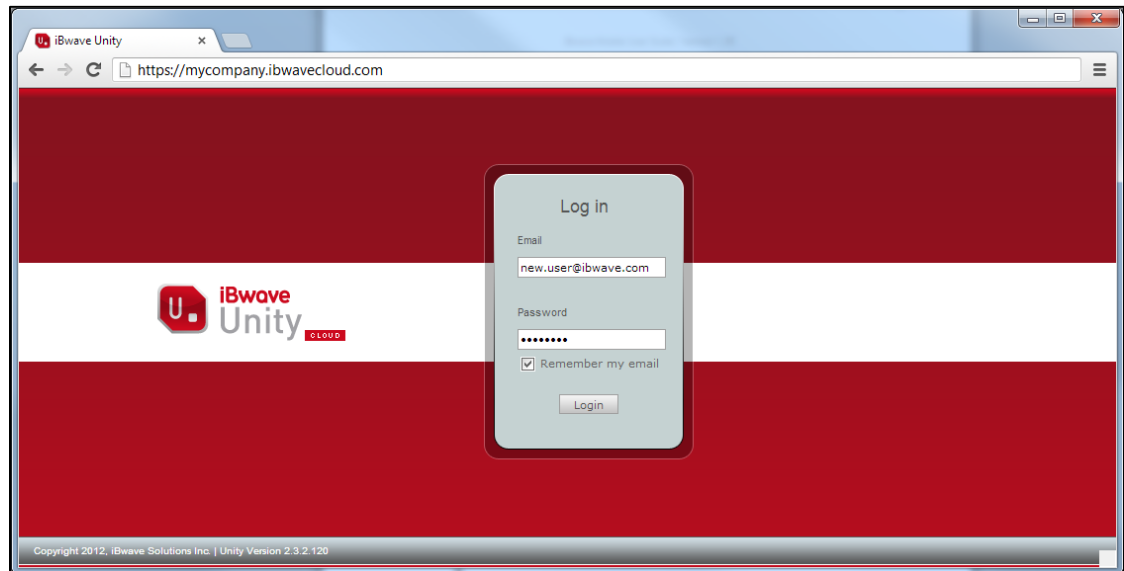 iBwave Unity
https://mycompany.ibwavecloud.com
Log in
Email
new.user@ibwave.com
iBwave
Unity
CLOUD
Password
Remember my email
Login
Copyright 2012, iBwave Solutions Inc. | Unity Version 2.3.2.120